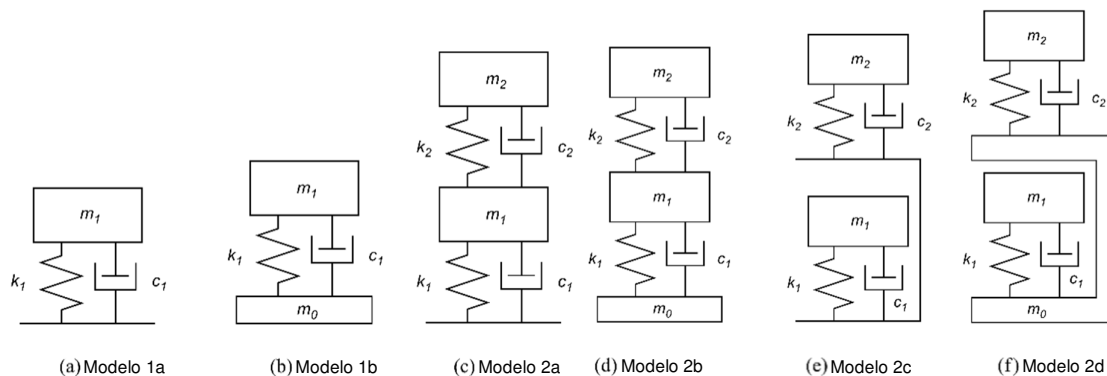 m1
k1
c1
(a) Modelo 1a
m1
k1
c1
m0
(b) Modelo 1b
m2
k2
c2
m1
k1
c1
(c) Modelo 2a
m2
k2
c2
m1
k1
c1
m0
(d) Modelo 2b
m2
k2
c2
m1
k1
c1
(e) Modelo 2c
m2
k2
c2
m1
k1
c1
m0
(f) Modelo 2d